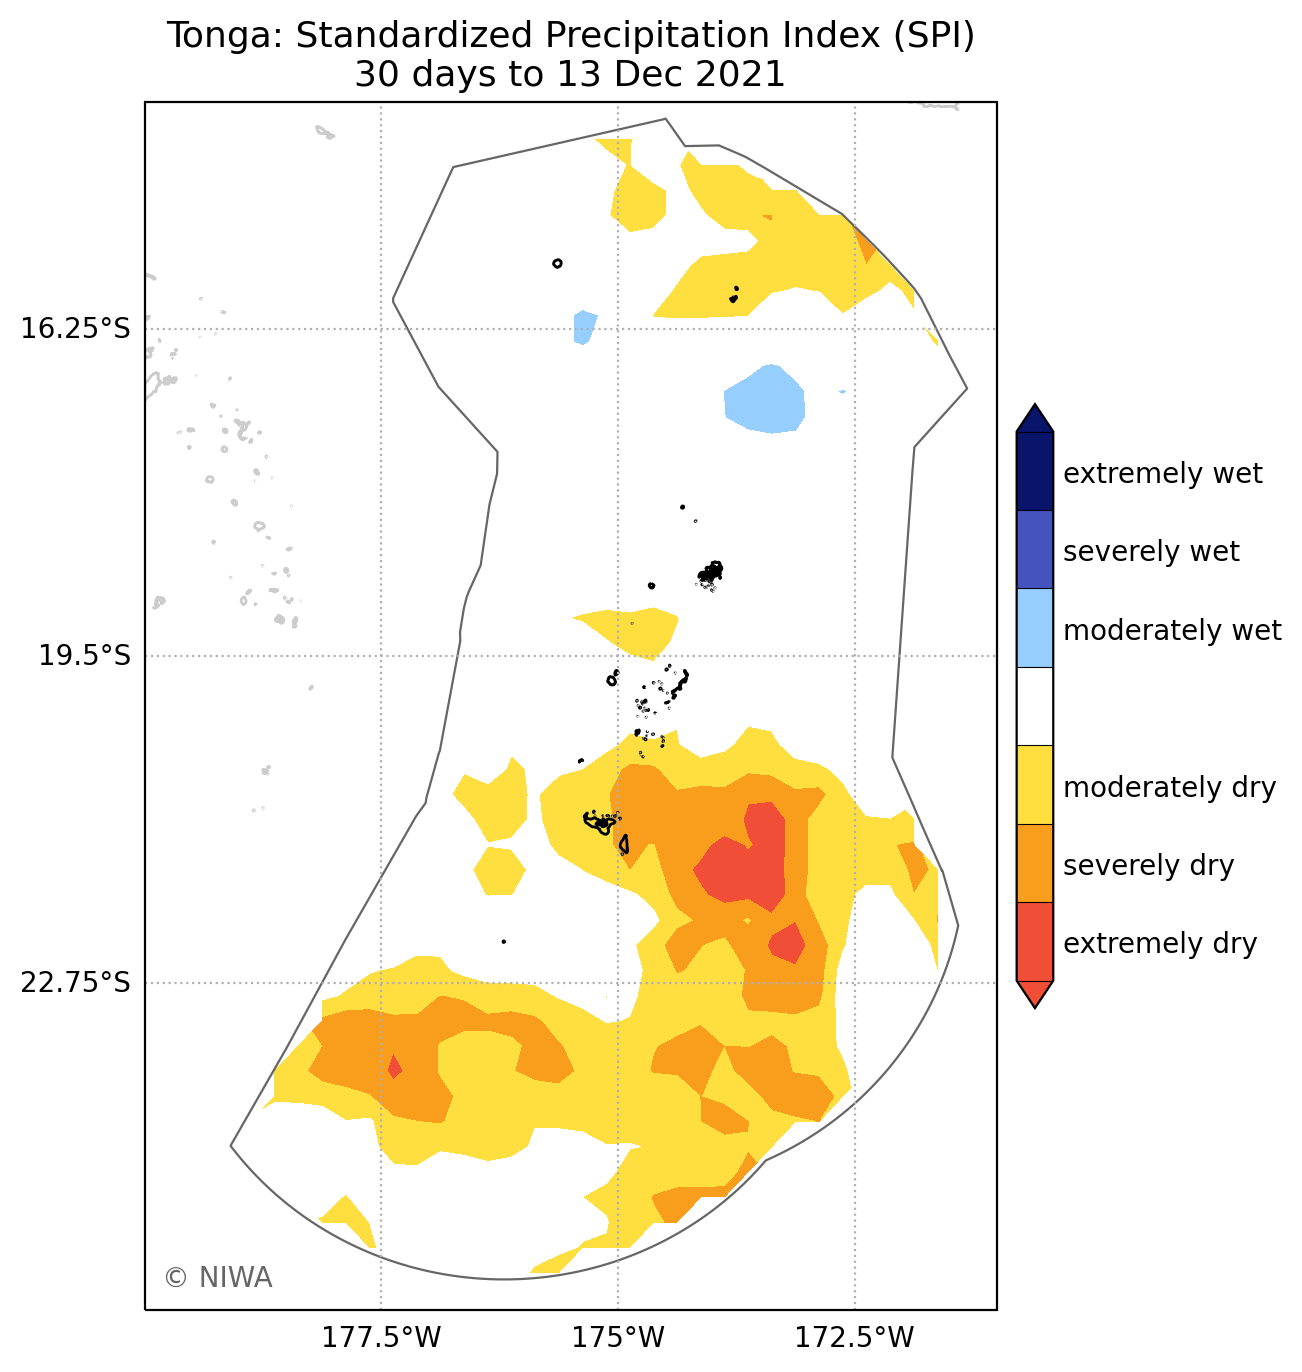 Tonga: Standardized Precipitation Index (SPI)
30 days to 13 Dec 2021
16.25°S
19.5°S
22.75°S
177.5°W
175°W
172.5°W
extremely wet
severely wet
moderately wet
moderately dry
severely dry
extremely dry
© NIWA